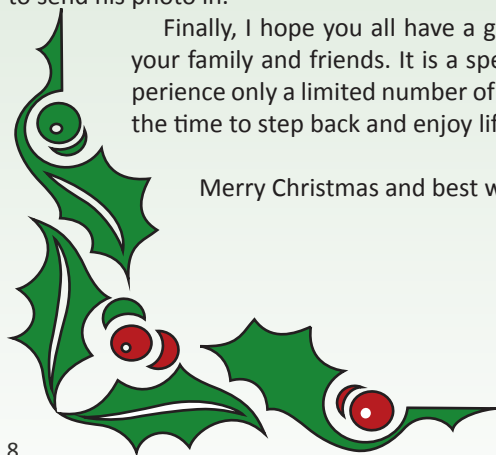 to send his photo in.
Finally, I hope you all have a g
your family and friends. It is a spe
perience only a limited number of
the time to step back and enjoy lif
Merry Christmas and best w
8